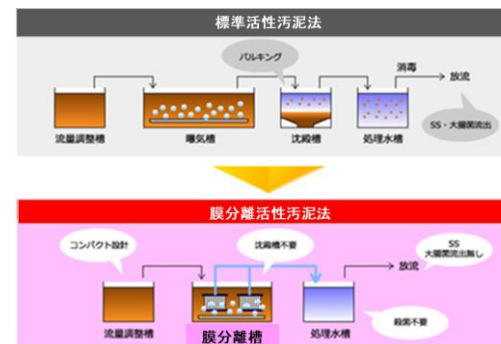 標準活性汚泥法
バルキング
消毒
放流
流量調整槽
曝気槽
沈殿槽
処理水槽
SS・大腸菌流出
膜分離活性汚泥法
コンパクト設計
沈殿槽不要
SS
大腸菌流出無し
放流
殺菌不要
流量調整槽
膜分離槽
処理水槽